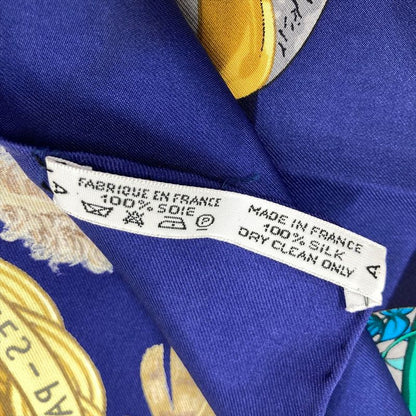 A
FABRIQUE EN FRANCE
100% SOIE
P
MADE IN FRANCE
100% SILK
DRY CLEAN ONLY
A